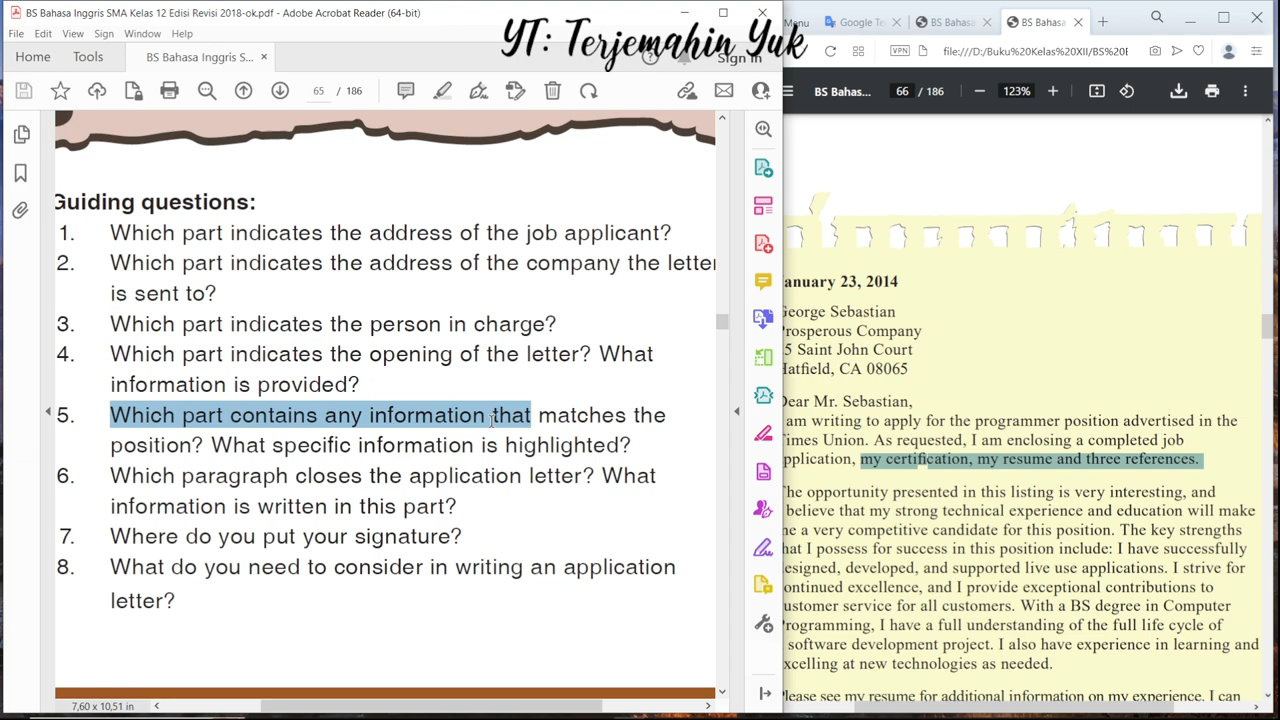 BS Bahasa Inggris SMA Kelas 12 Edisi Revisi 2018-ok.pdf - Adobe Acrobat Reader (64-bit)
File Edit View Sign Window Help
Home Tools BS Bahasa Inggris S... × Sign In
YT: Terjemahin Yuk
65 / 186
Guiding questions:
1. Which part indicates the address of the job applicant?
2. Which part indicates the address of the company the letter
is sent to?
3. Which part indicates the person in charge?
4. Which part indicates the opening of the letter? What
information is provided?
5. Which part contains any information that matches the
position? What specific information is highlighted?
6. Which paragraph closes the application letter? What
information is written in this part?
7. Where do you put your signature?
8. What do you need to consider in writing an application
letter?
7,60 x 10,51 in
Menu Google Te BS Bahasa BS Bahasa
VPN file:///D:/Buku%20Kelas%20XII/BS%20E
BS Bahas... 66 / 186 123%
anuary 23, 2014
George Sebastian
Prosperous Company
5 Saint John Court
Hatfield, CA 08065
Dear Mr. Sebastian,
am writing to apply for the programmer position advertised in the
Times Union. As requested, I am enclosing a completed job
pplication, my certification, my resume and three references.
The opportunity presented in this listing is very interesting, and
believe that my strong technical experience and education will make
me a very competitive candidate for this position. The key strengths
hat I possess for success in this position include: I have successfully
esigned, developed, and supported live use applications. I strive for
ontinued excellence, and I provide exceptional contributions to
ustomer service for all customers. With a BS degree in Computer
rogramming, I have a full understanding of the full life cycle of
software development project. I also have experience in learning and
xcelling at new technologies as needed.
Please see my resume for additional information on my experience. I can